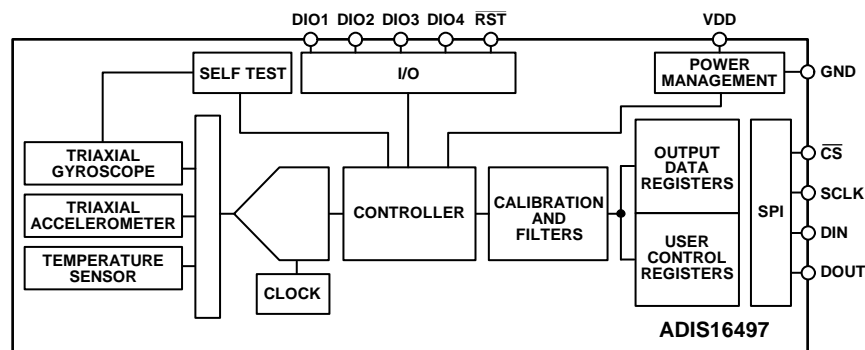 DIO1 DIO2 DIO3 DIO4 RST VDD
SELF TEST
I/O
POWER
MANAGEMENT
GND
TRIAXIAL
GYROSCOPE
TRIAXIAL
ACCELEROMETER
TEMPERATURE
SENSOR
CLOCK
CONTROLLER
CALIBRATION
AND
FILTERS
OUTPUT
DATA
REGISTERS
USER
CONTROL
REGISTERS
SPI
CS
SCLK
DIN
DOUT
ADIS16497